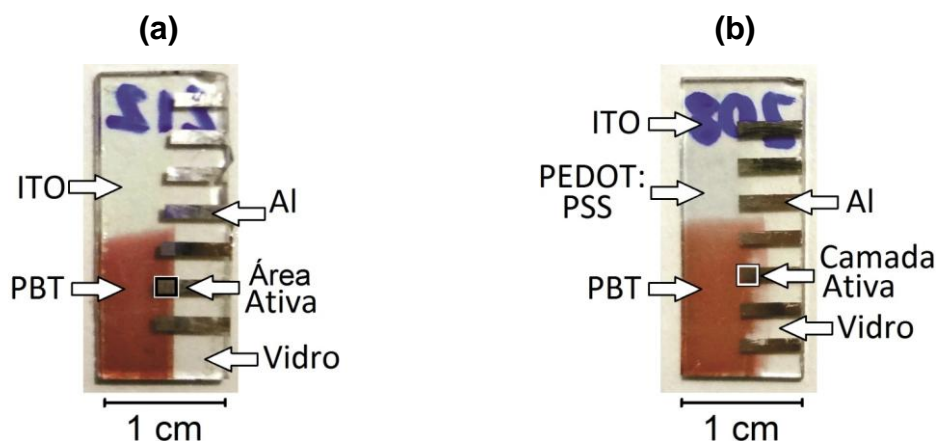 (a)
ITO
PBT
Al
Área
Ativa
Vidro
1 cm
(b)
ITO
PEDOT:
PSS
PBT
Al
Camada
Ativa
Vidro
1 cm